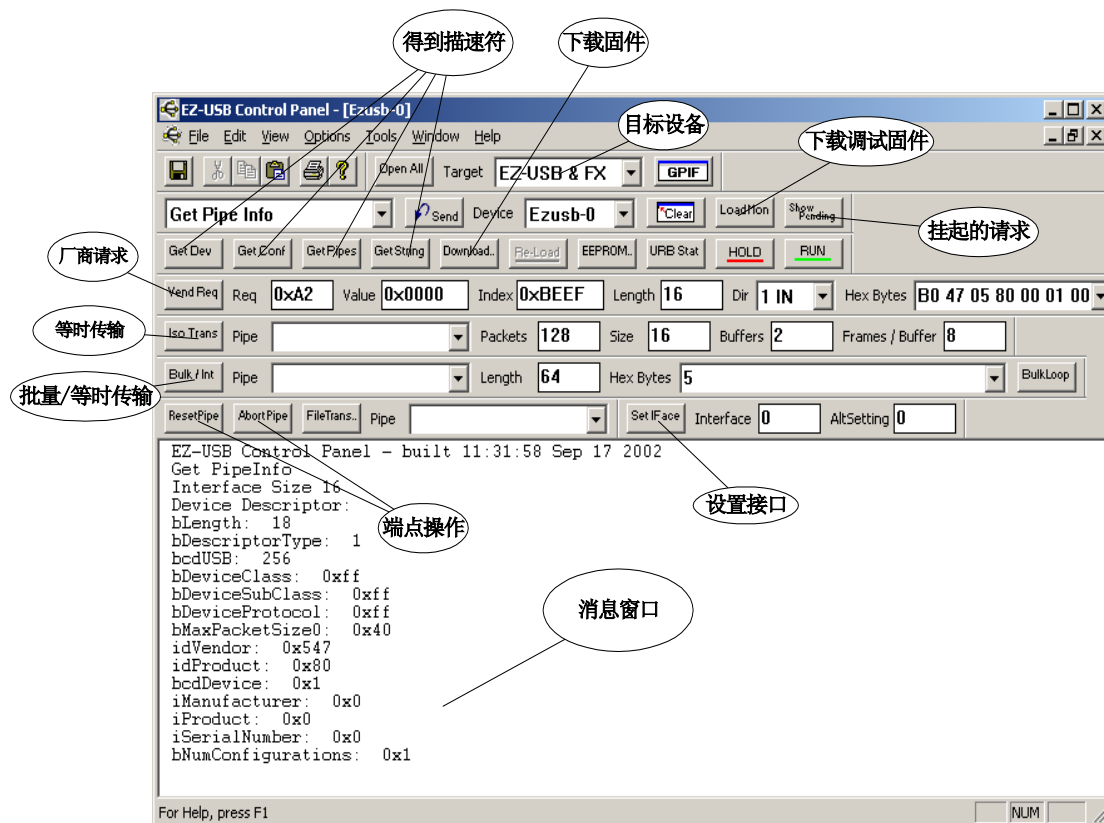 得到描速符
下载固件
EZ-USB Control Panel - [Ezusb-0]
目标设备
File Edit View Options Tools Window Help
下载调试固件
Open All Target EZ-USB & FX GPIF
Get Pipe Info Send Device Ezusb-0 Clear LoadMon Show Pending
挂起的请求
厂商请求
Get Dev Get Conf Get Pipes Get String Download.. Re-Load EEPROM.. URB Stat HOLD RUN
Vend Req Req 0xA2 Value 0x0000 Index 0xBEEF Length 16 Dir 1 IN Hex Bytes B0 47 05 80 00 01 00
等时传输
Iso Trans Pipe Packets 128 Size 16 Buffers 2 Frames / Buffer 8
批量/等时传输
Bulk / Int Pipe Length 64 Hex Bytes 5 BulkLoop
ResetPipe AbortPipe FileTrans.. Pipe Set IFace Interface 0 AltSetting 0
EZ-USB Control Panel - built 11:31:58 Sep 17 2002
Get PipeInfo
Interface Size 16
Device Descriptor:
设置接口
bLength: 18
端点操作
bDescriptorType: 1
bcdUSB: 256
bDeviceClass: 0xff
bDeviceSubClass: 0xff
bDeviceProtocol: 0xff
消息窗口
bMaxPacketSize0: 0x40
idVendor: 0x547
idProduct: 0x80
bcdDevice: 0x1
iManufacturer: 0x0
iProduct: 0x0
iSerialNumber: 0x0
bNumConfigurations: 0x1
For Help, press F1 NUM